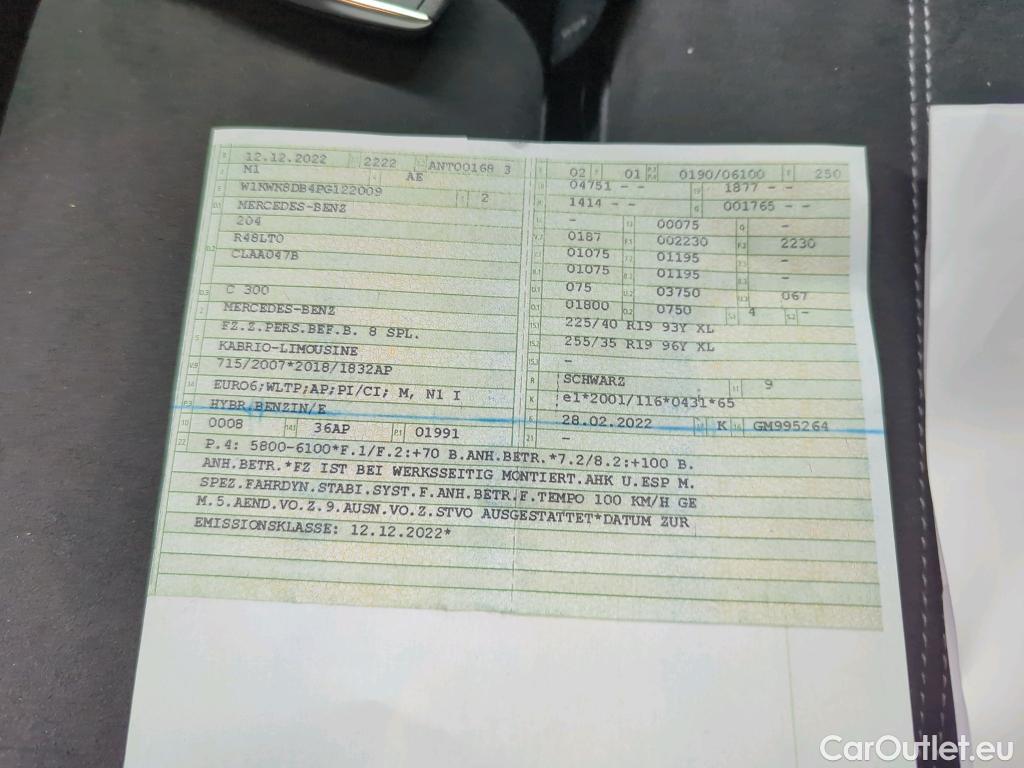 12.12.2022 2222 ANT00168 3
M1 AE
W1KWK8DB4PG122009 2
MERCEDES-BENZ
204
R48LT0
CLAA047B
C 300
MERCEDES-BENZ
FZ.Z.PERS.BEF.B. 8 SPL.
KABRIO-LIMOUSINE
715/2007*2018/1832AP
EURO6;WLTP;AP;PI/CI; M, N1 I
HYBR.BENZIN/E
0008 36AP 01991
02 01 0190/06100 250
04751 - - 1877 - -
1414 - - 001765 - -
- 00075 -
0187 002230 2230
01075 01195 -
01075 01195 -
075 03750 067
01800 0750 4 -
225/40 R19 93Y XL
255/35 R19 96Y XL
-
SCHWARZ 9
e1*2001/116*0431*65
28.02.2022 K GM995264
21 -
22 P.4: 5800-6100*F.1/F.2:+70 B.ANH.BETR.*7.2/8.2:+100 B.
ANH.BETR.*FZ IST BEI WERKSSEITIG MONTIERT.AHK U.ESP M.
SPEZ.FAHRDYN.STABI.SYST.F.ANH.BETR.F.TEMPO 100 KM/H GE
M.5.AEND.VO.Z.9.AUSN.VO.Z.STVO AUSGESTATTET*DATUM ZUR
EMISSIONSKLASSE: 12.12.2022*
CarOutlet.eu